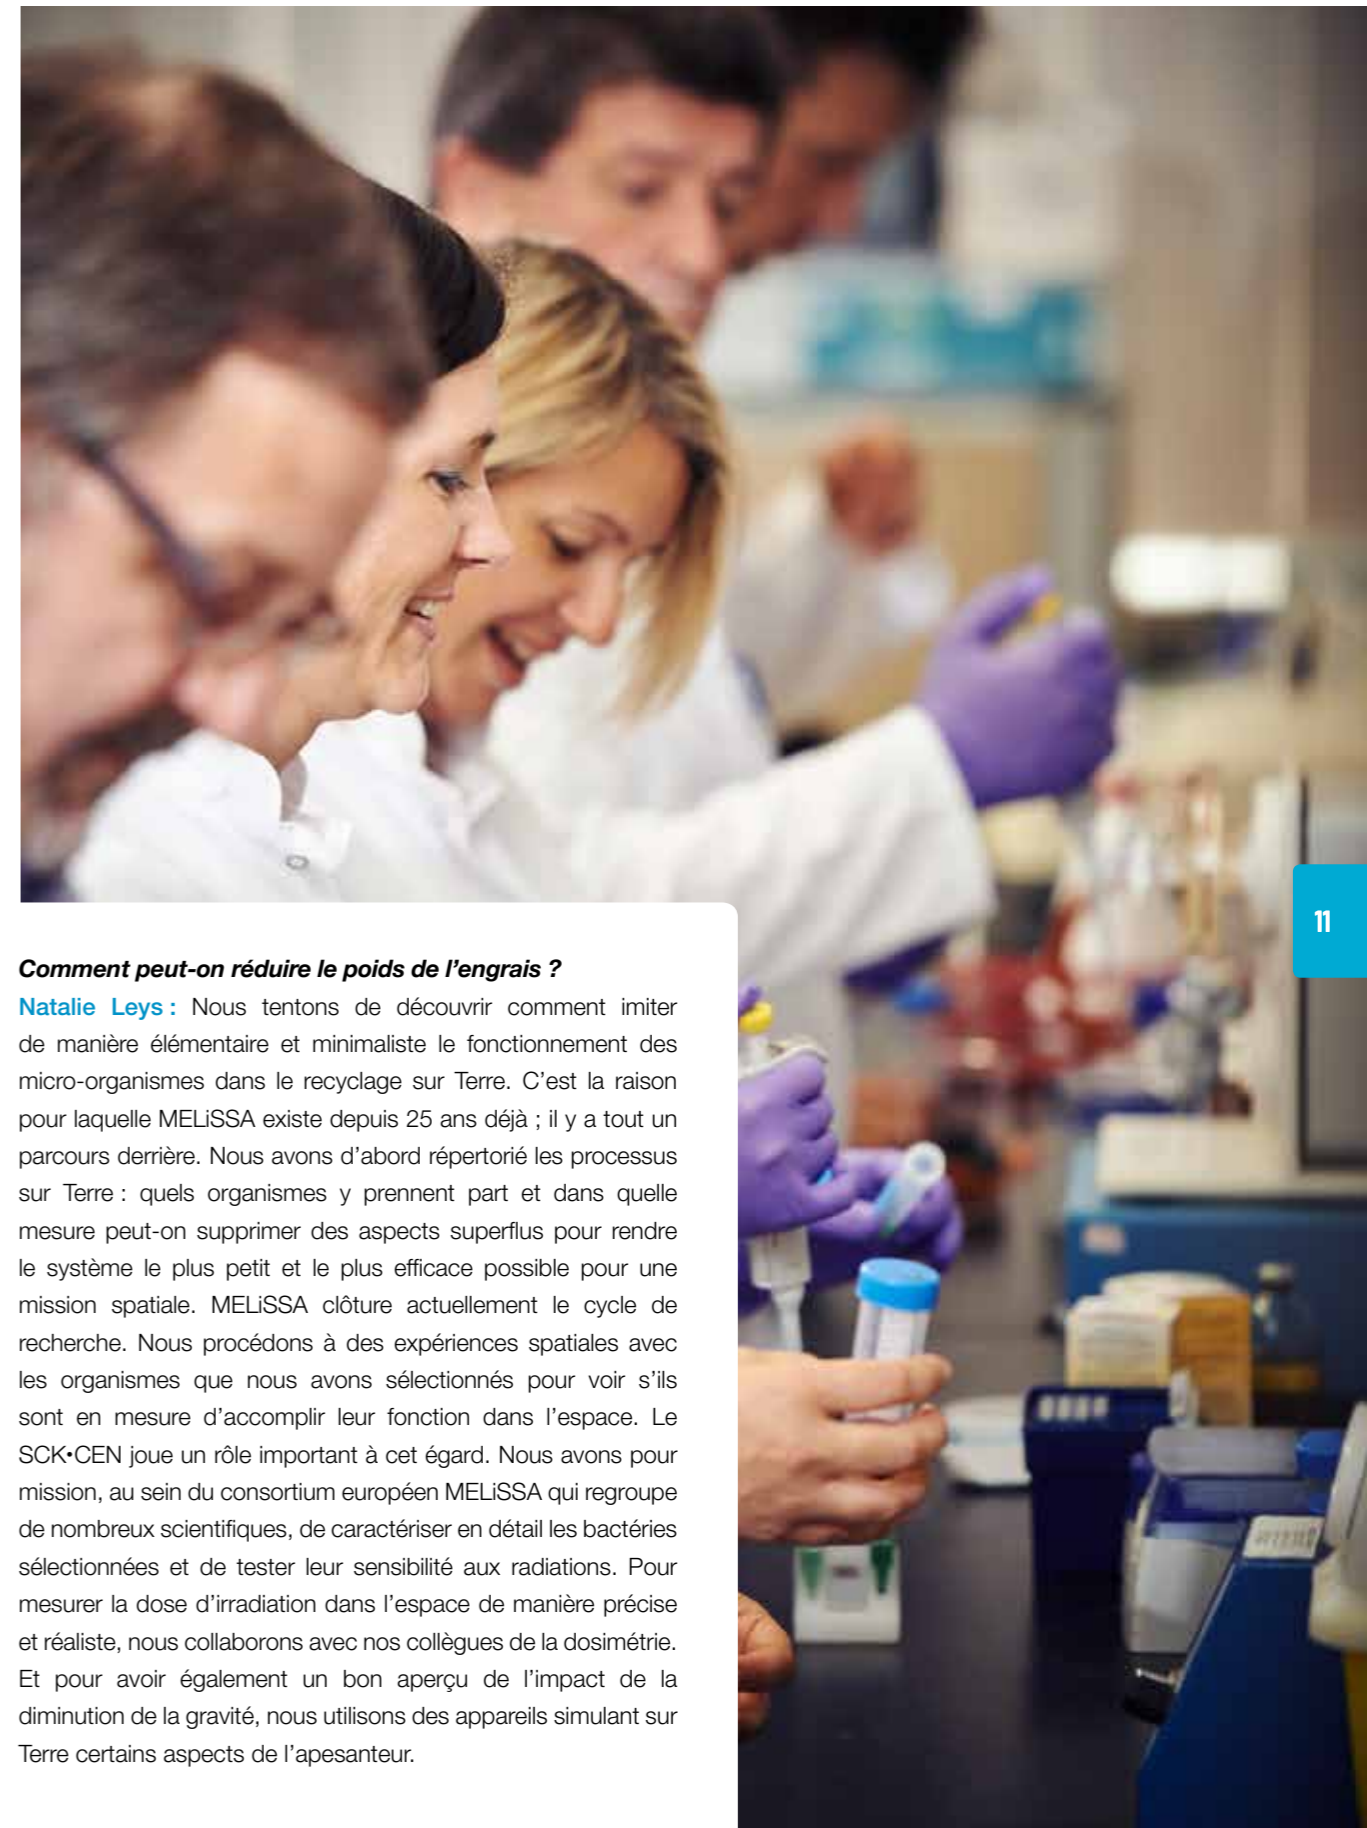 11
Comment peut-on réduire le poids de l’engrais ?
Natalie Leys : Nous tentons de découvrir comment imiter
de manière élémentaire et minimaliste le fonctionnement des
micro-organismes dans le recyclage sur Terre. C’est la raison
pour laquelle MELiSSA existe depuis 25 ans déjà ; il y a tout un
parcours derrière. Nous avons d’abord répertorié les processus
sur Terre : quels organismes y prennent part et dans quelle
mesure peut-on supprimer des aspects superflus pour rendre
le système le plus petit et le plus efficace possible pour une
mission spatiale. MELiSSA clôture actuellement le cycle de
recherche. Nous procédons à des expériences spatiales avec
les organismes que nous avons sélectionnés pour voir s’ils
sont en mesure d’accomplir leur fonction dans l’espace. Le
SCK•CEN joue un rôle important à cet égard. Nous avons pour
mission, au sein du consortium européen MELiSSA qui regroupe
de nombreux scientifiques, de caractériser en détail les bactéries
sélectionnées et de tester leur sensibilité aux radiations. Pour
mesurer la dose d’irradiation dans l’espace de manière précise
et réaliste, nous collaborons avec nos collègues de la dosimétrie.
Et pour avoir également un bon aperçu de l’impact de la
diminution de la gravité, nous utilisons des appareils simulant sur
Terre certains aspects de l’apesanteur.